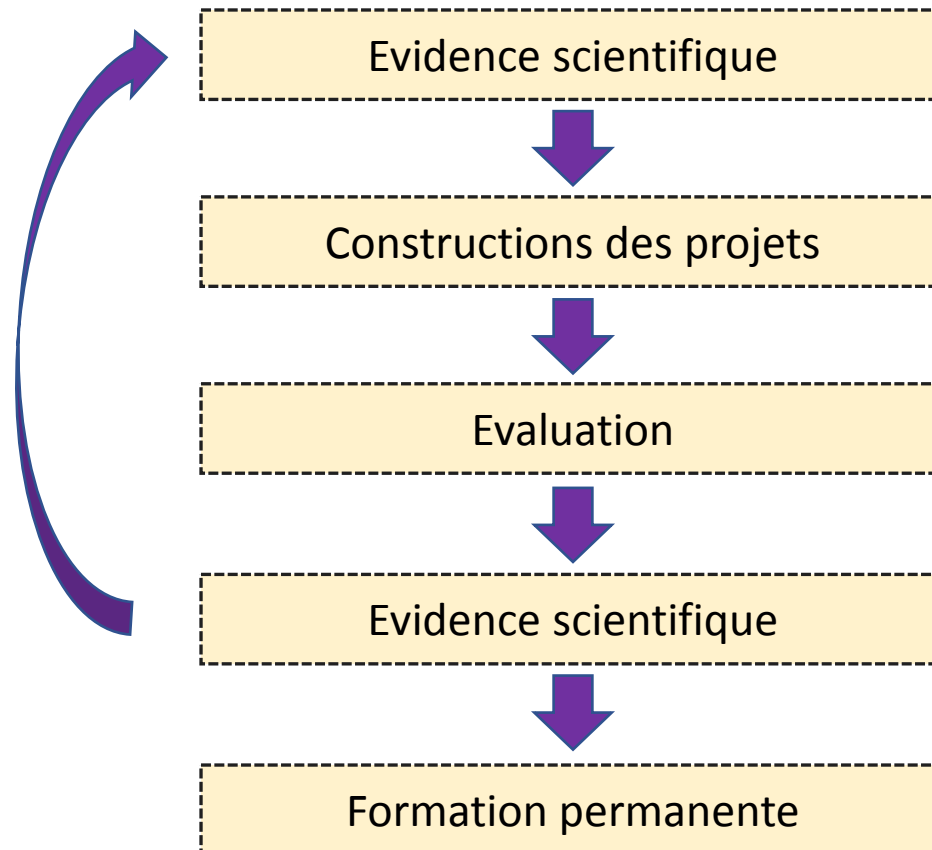 Evidence scientifique
Constructions des projets
Evaluation
Evidence scientifique
Formation permanente